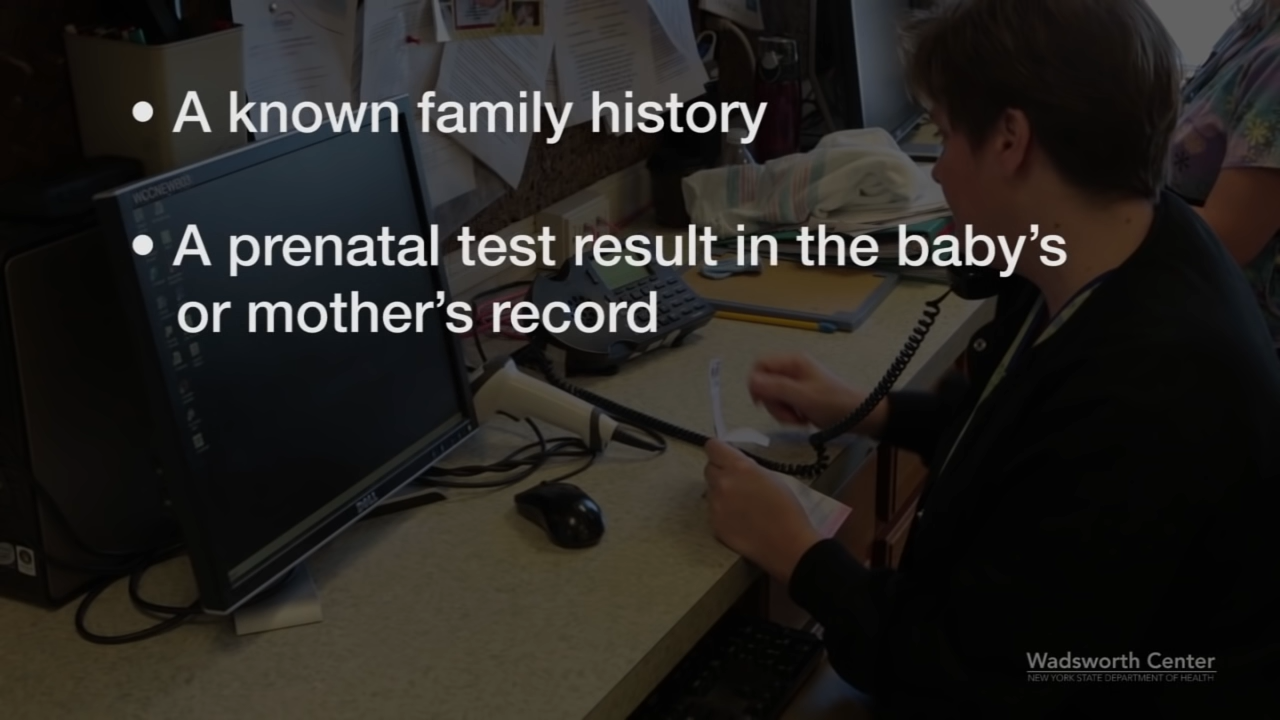 • A known family history
• A prenatal test result in the baby’s
or mother’s record
DELL
Wadsworth Center
NEW YORK STATE DEPARTMENT OF HEALTH